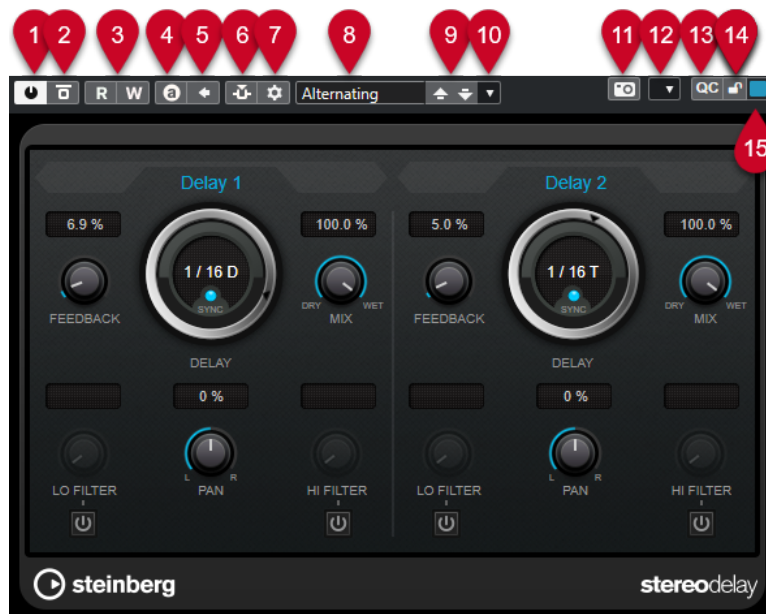 1 2 3 4 5 6 7 8 9 10 11 12 13 14
R W a Alternating QC
15
Delay 1 Delay 2
6.9 % 100.0 % 5.0 % 100.0 %
1 / 16 D 1 / 16 T
SYNC SYNC
DRY WET DRY WET
FEEDBACK MIX FEEDBACK MIX
DELAY DELAY
0 % 0 %
L R L R
LO FILTER PAN HI FILTER LO FILTER PAN HI FILTER
steinberg stereodelay